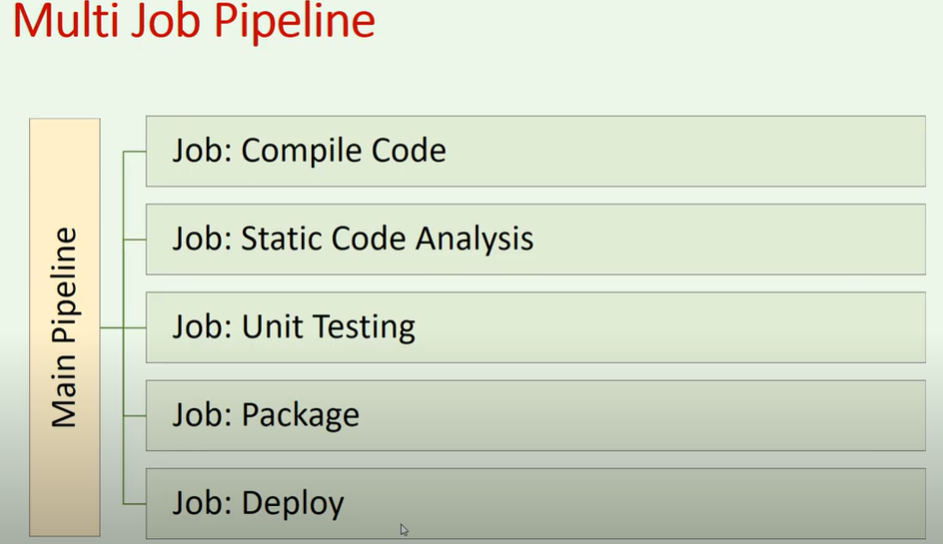 Multi Job Pipeline
Main Pipeline
Job: Compile Code
Job: Static Code Analysis
Job: Unit Testing
Job: Package
Job: Deploy